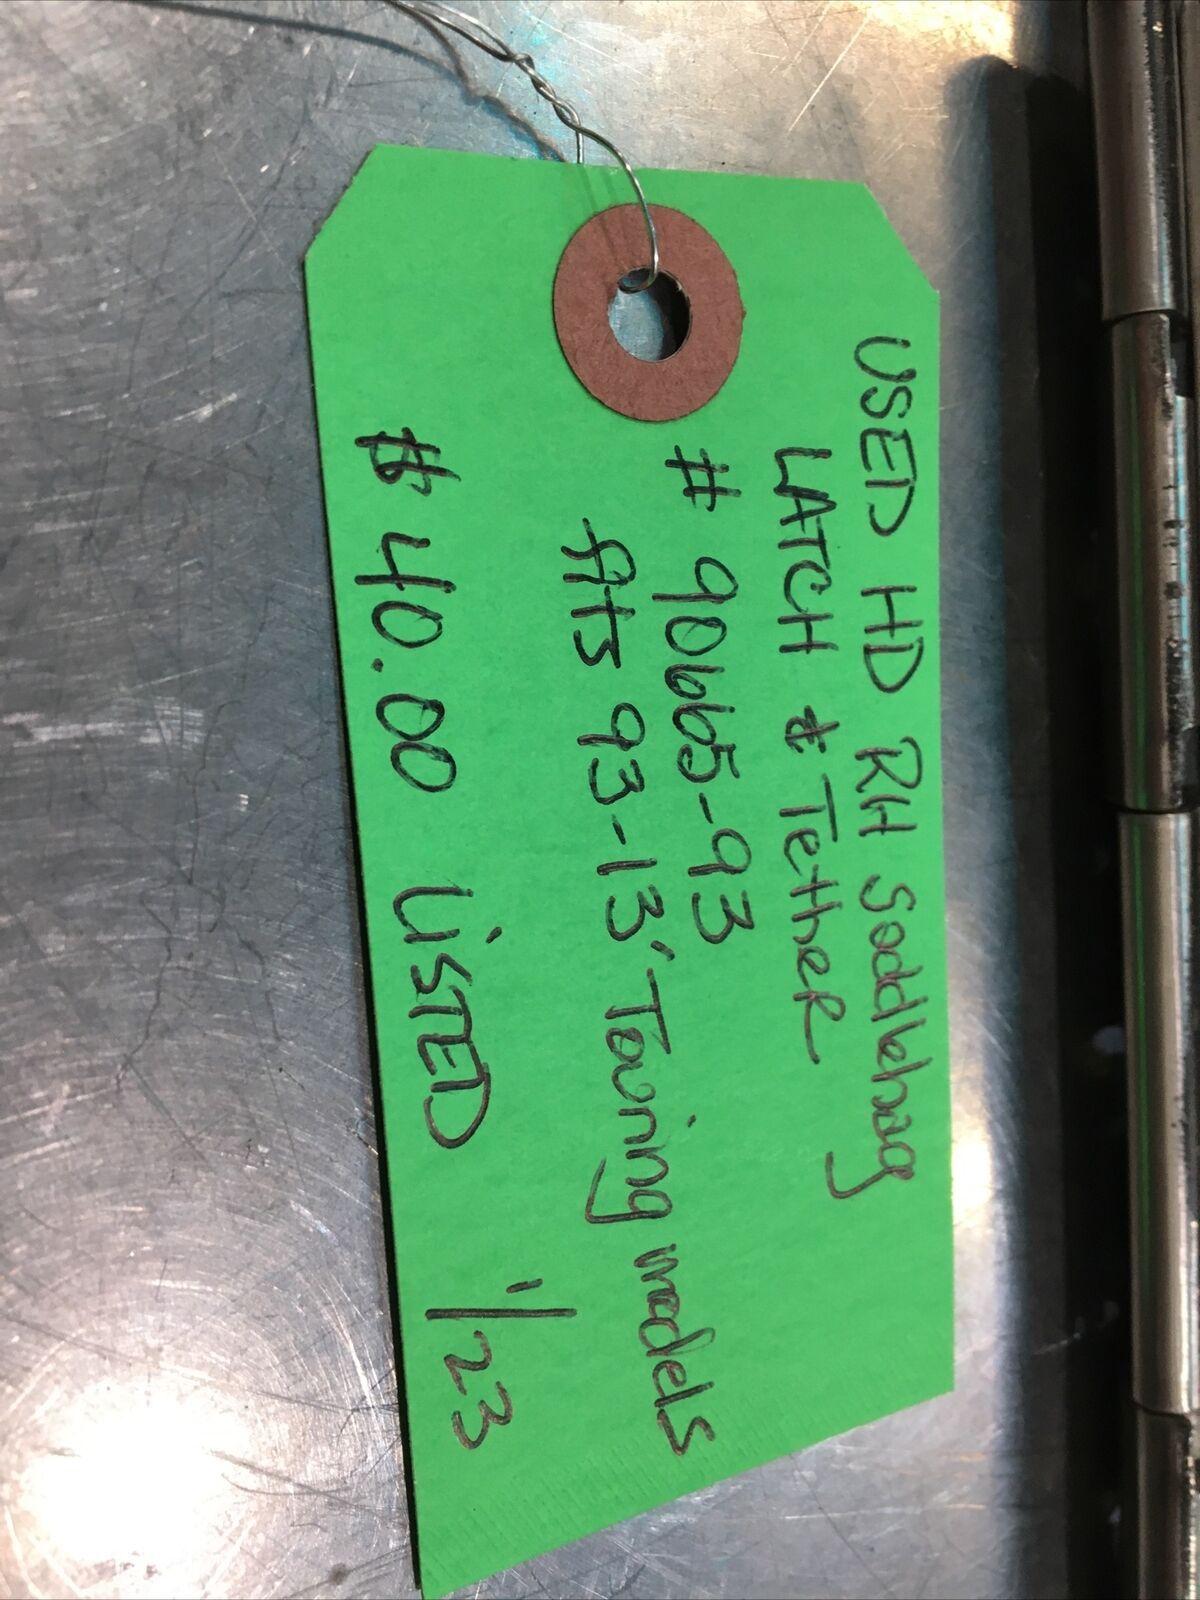 USED HD RH Saddlebag
LATCH & Tether
# 90665-93
fits 93-13' Touring models
$ 40.00 LiSTED 1/23